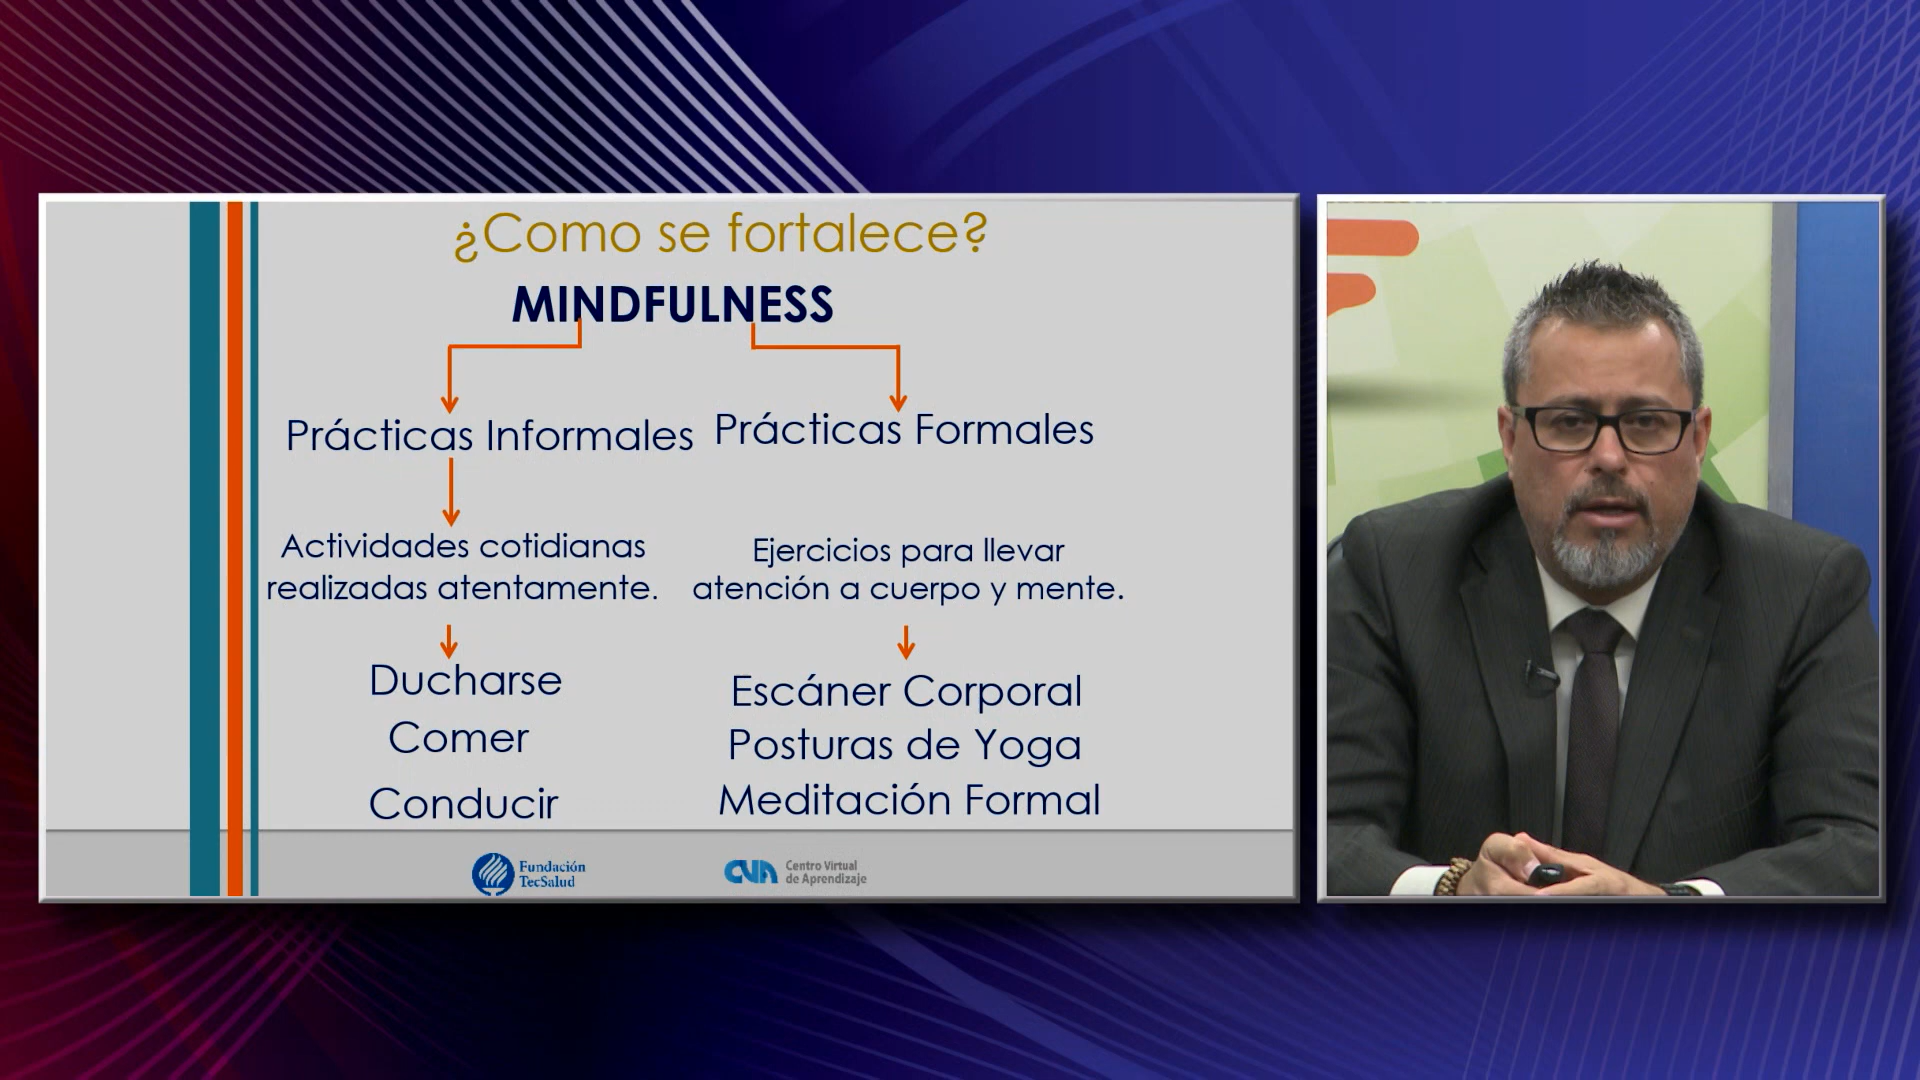 ¿Como se fortalece?
MINDFULNESS
Prácticas Informales
Actividades cotidianas
realizadas atentamente.
Ducharse
Comer
Conducir
Prácticas Formales
Ejercicios para llevar
atención a cuerpo y mente.
Escáner Corporal
Posturas de Yoga
Meditación Formal
Fundación
TecSalud
CVA
Centro Virtual
de Aprendizaje